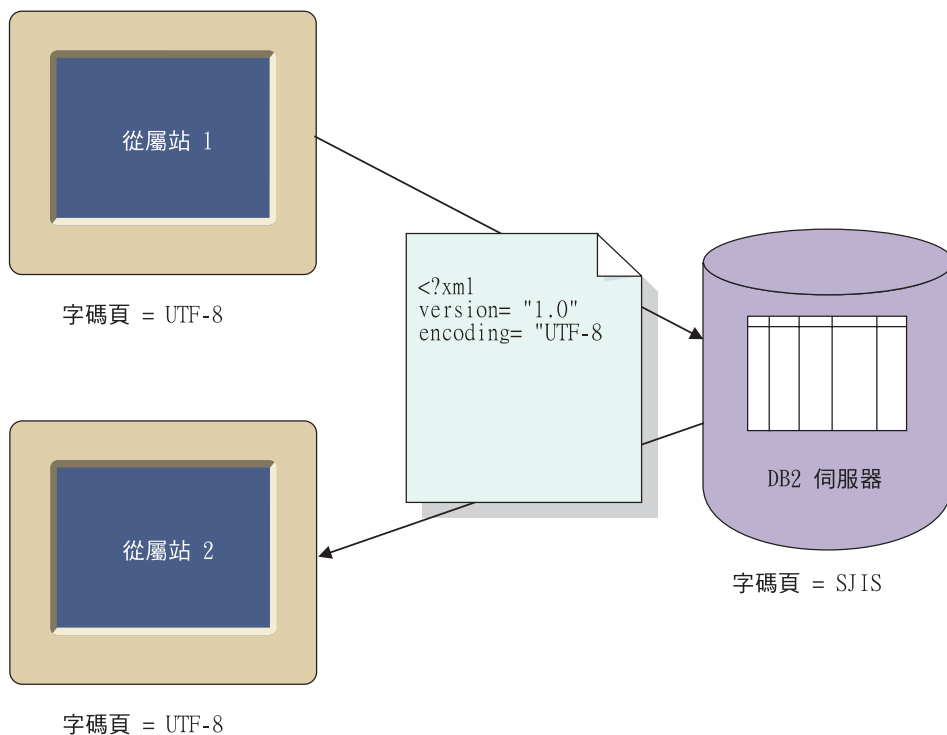 從屬站 1
字碼頁 = UTF-8
<?xml
version= "1.0"
encoding= "UTF-8
DB2 伺服器
字碼頁 = SJIS
從屬站 2
字碼頁 = UTF-8